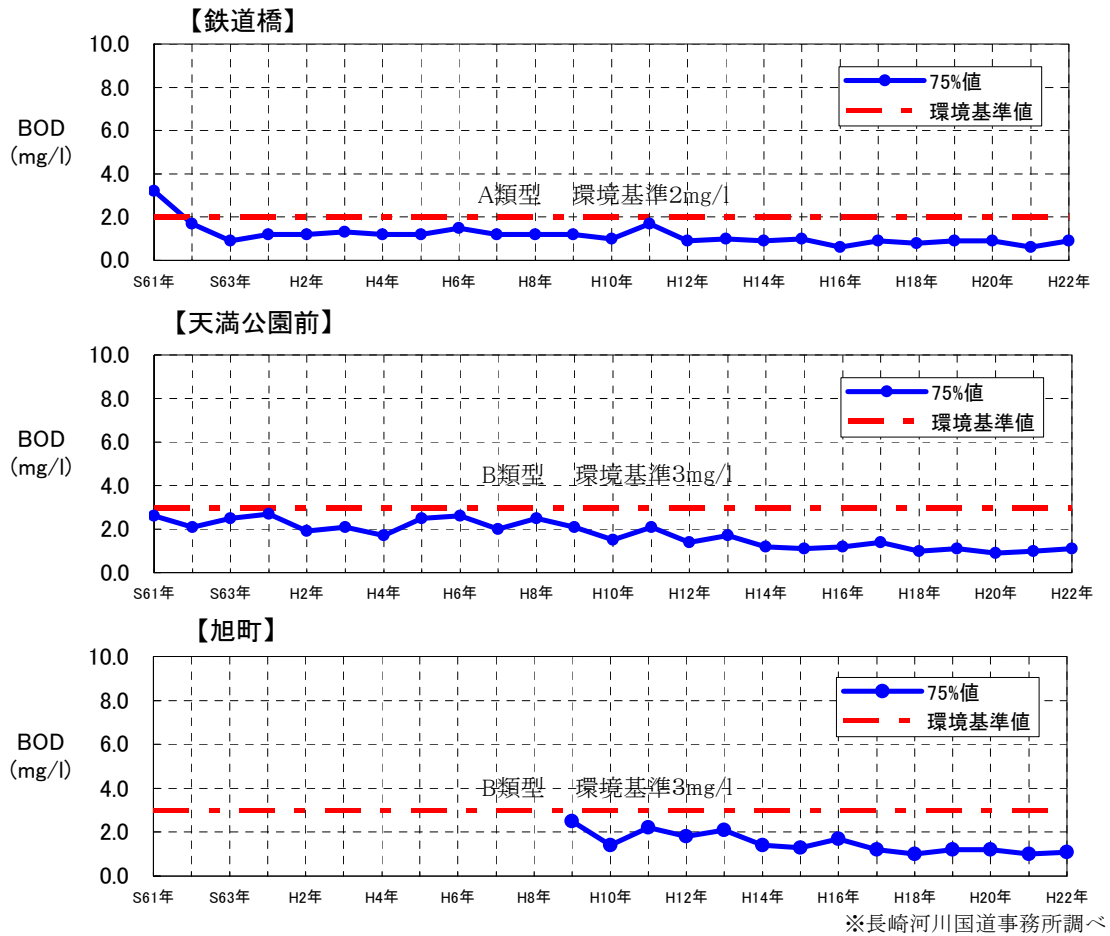 【鉄道橋】
10.0
8.0
6.0
4.0
2.0
0.0
BOD
(mg/l)
75%値
環境基準値
A類型 環境基準2mg/l
S61年 S63年 H2年 H4年 H6年 H8年 H10年 H12年 H14年 H16年 H18年 H20年 H22年
【天満公園前】
10.0
8.0
6.0
4.0
2.0
0.0
BOD
(mg/l)
75%値
環境基準値
B類型 環境基準3mg/l
S61年 S63年 H2年 H4年 H6年 H8年 H10年 H12年 H14年 H16年 H18年 H20年 H22年
【旭町】
10.0
8.0
6.0
4.0
2.0
0.0
BOD
(mg/l)
75%値
環境基準値
B類型 環境基準3mg/l
S61年 S63年 H2年 H4年 H6年 H8年 H10年 H12年 H14年 H16年 H18年 H20年 H22年
※長崎河川国道事務所調べ